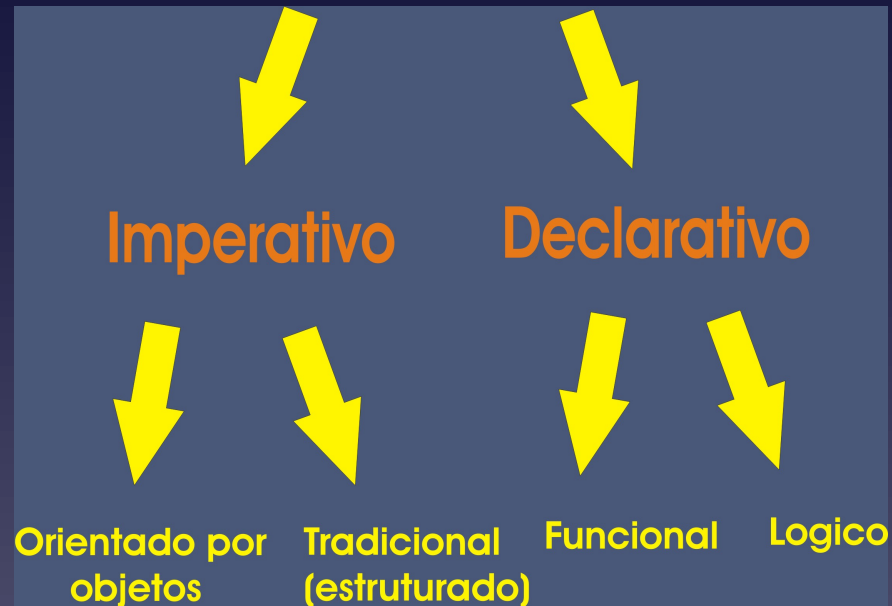 Imperativo
Declarativo
Orientado por
objetos
Tradicional
(estruturado)
Funcional
Logico